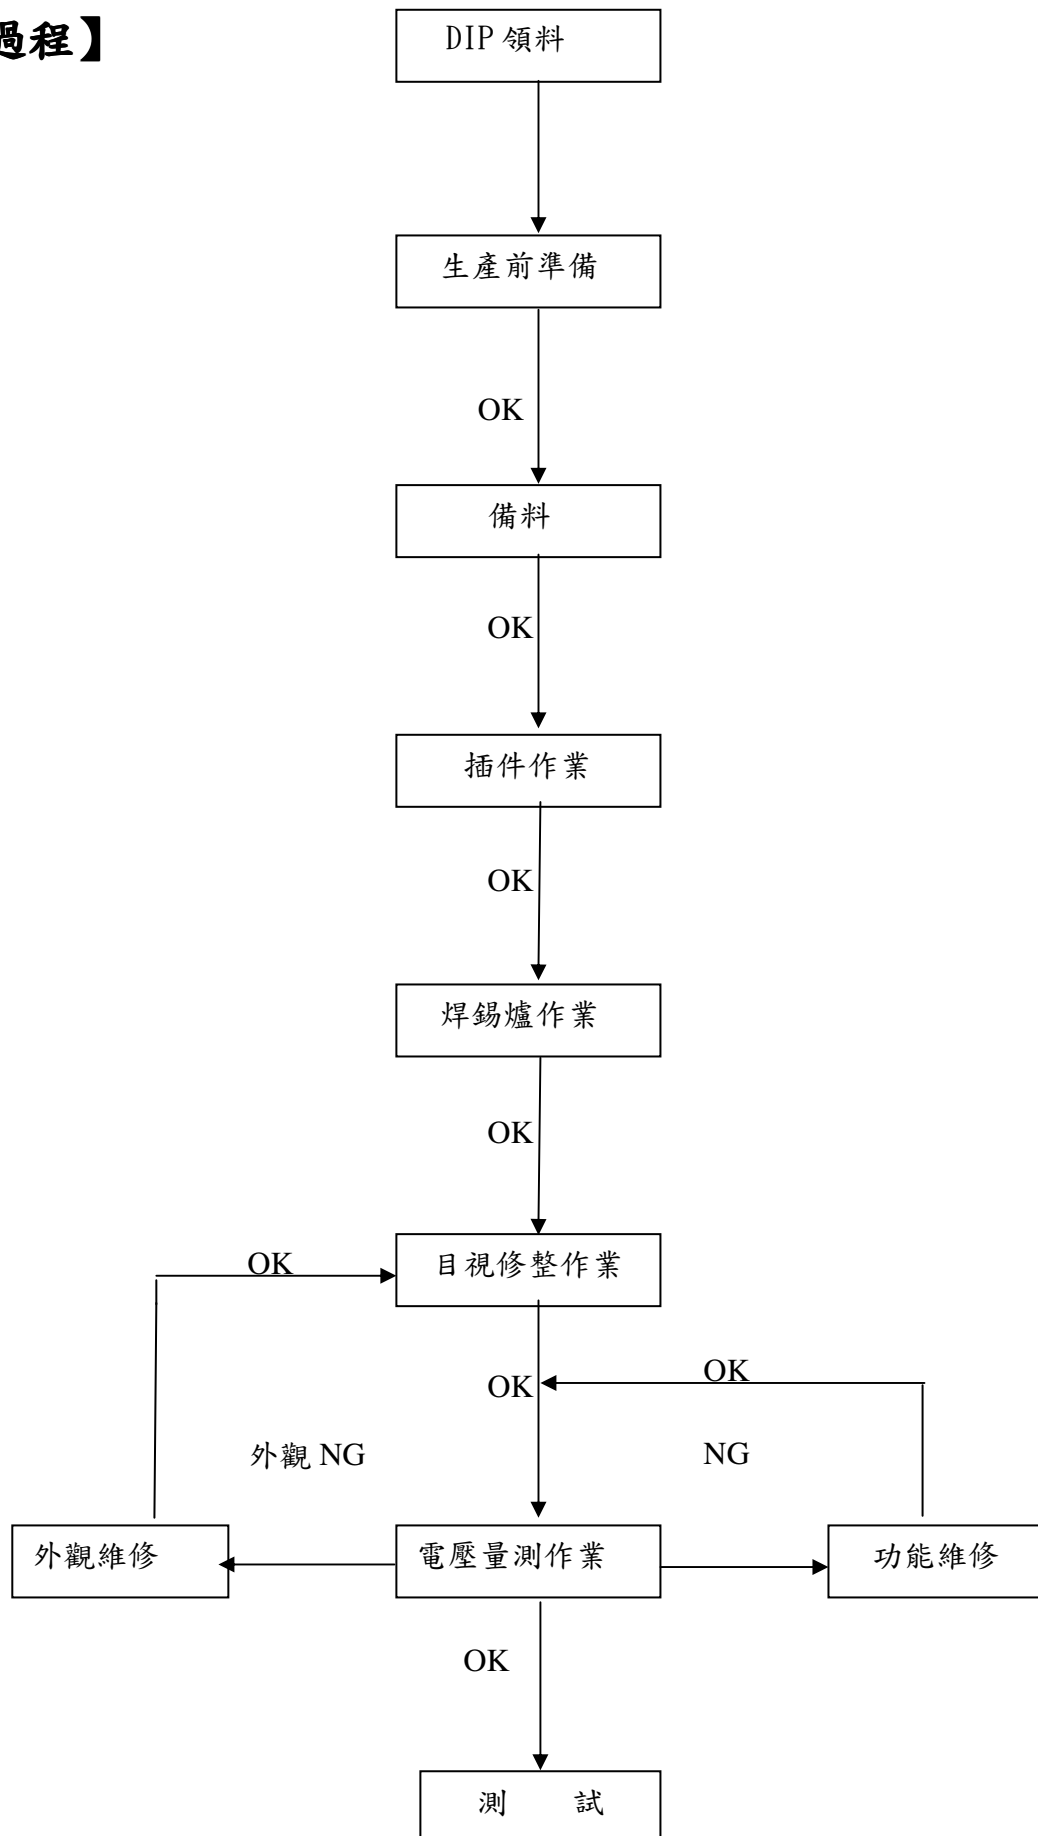 過程】
DIP 領料
生產前準備
OK
備料
OK
插件作業
OK
焊錫爐作業
OK
OK
目視修整作業
OK
OK
外觀 NG
NG
外觀維修
電壓量測作業
功能維修
OK
測 試